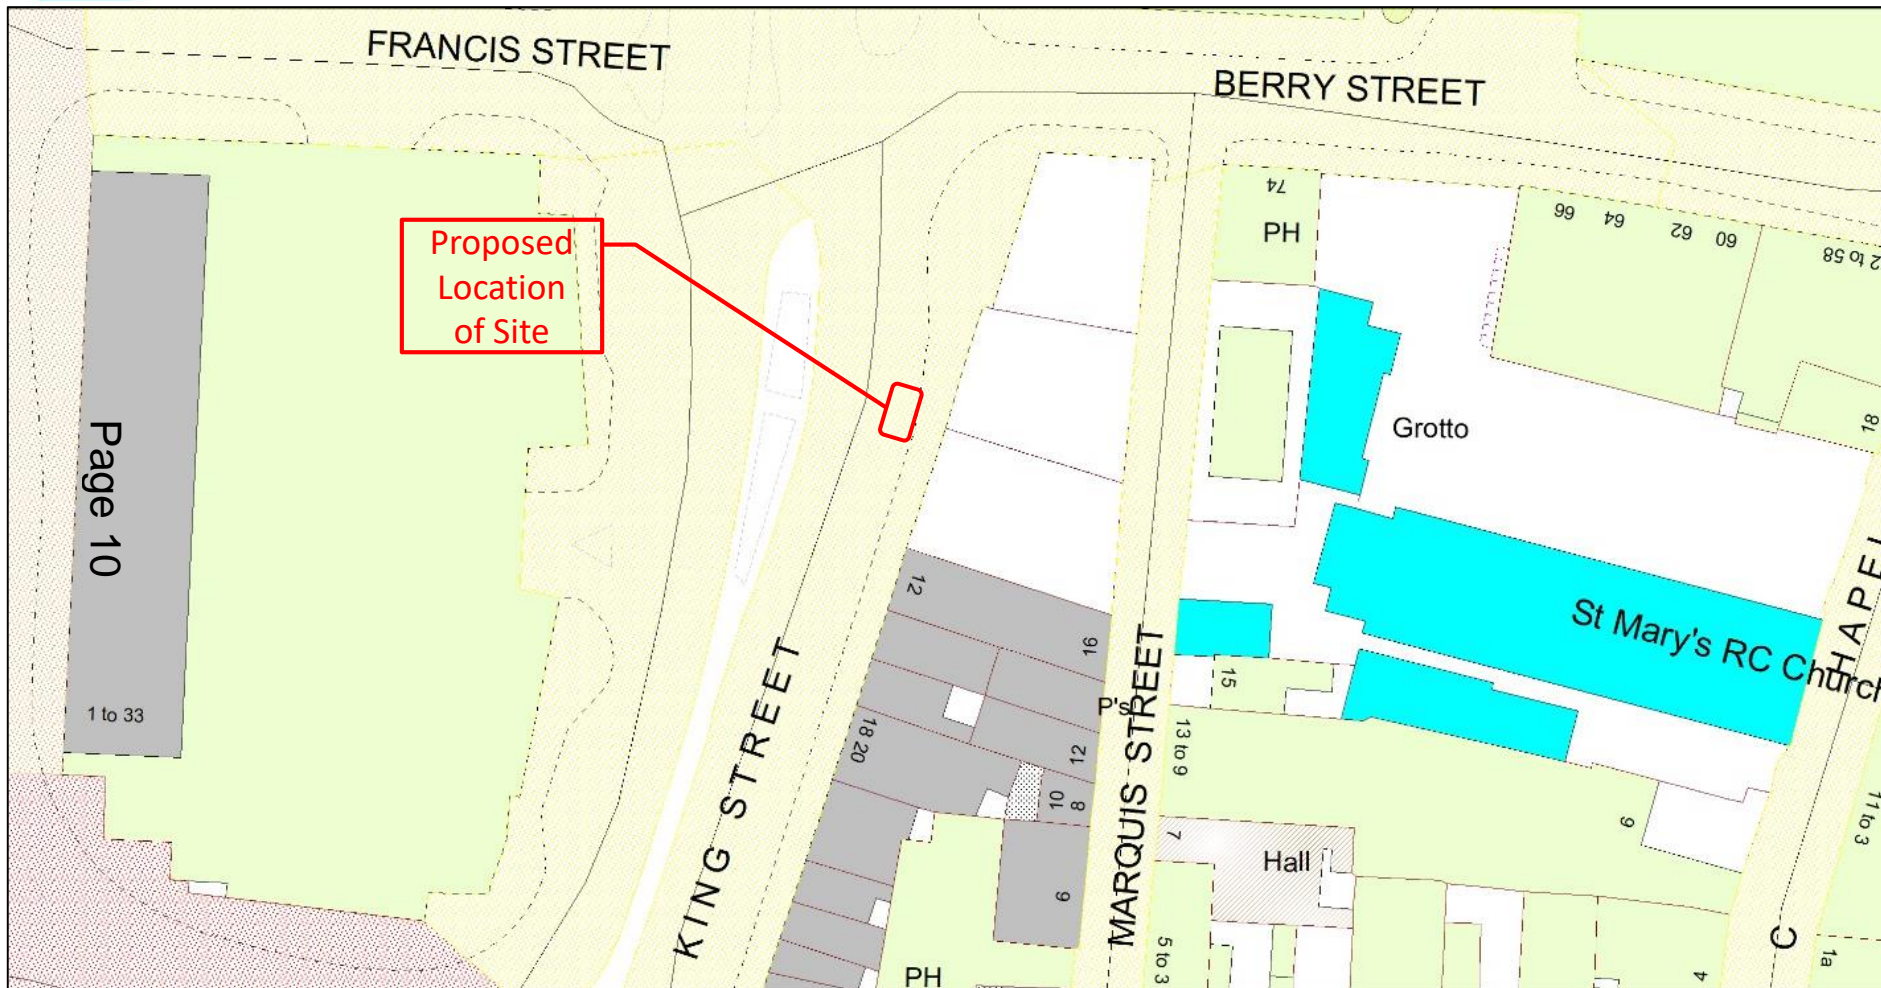 FRANCIS STREET
BERRY STREET
74
PH
66
64
62
60
2 to 58
Proposed
Location
of Site
Grotto
18
Page 10
12
16
St Mary's RC Church
CHAPEL
1 to 33
15
P's
18 20
12
13 to 9
10
8
KING STREET
MARQUIS STREET
7
Hall
9
11 to 3
6
5 to 3
PH
4
1a